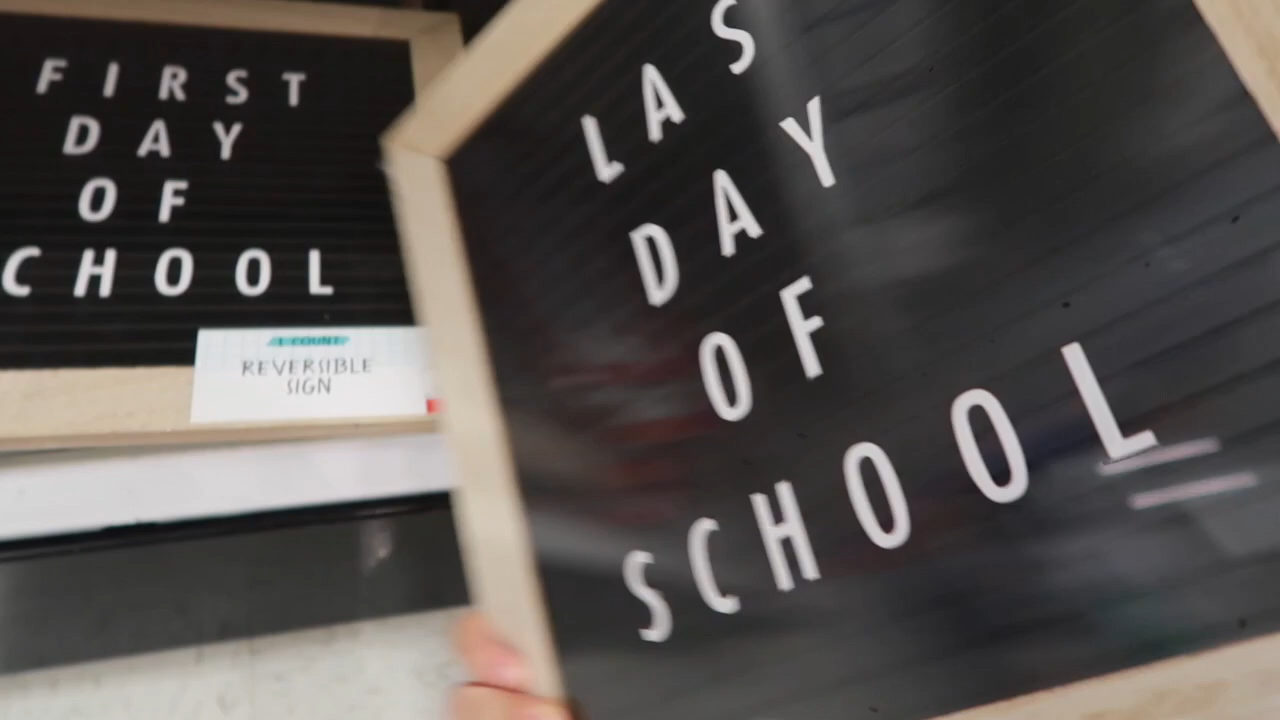 FIRST
DAY
OF
CHOOL
1 COUNT
REVERSIBLE
SIGN
LAS
DAY
OF
SCHOOL